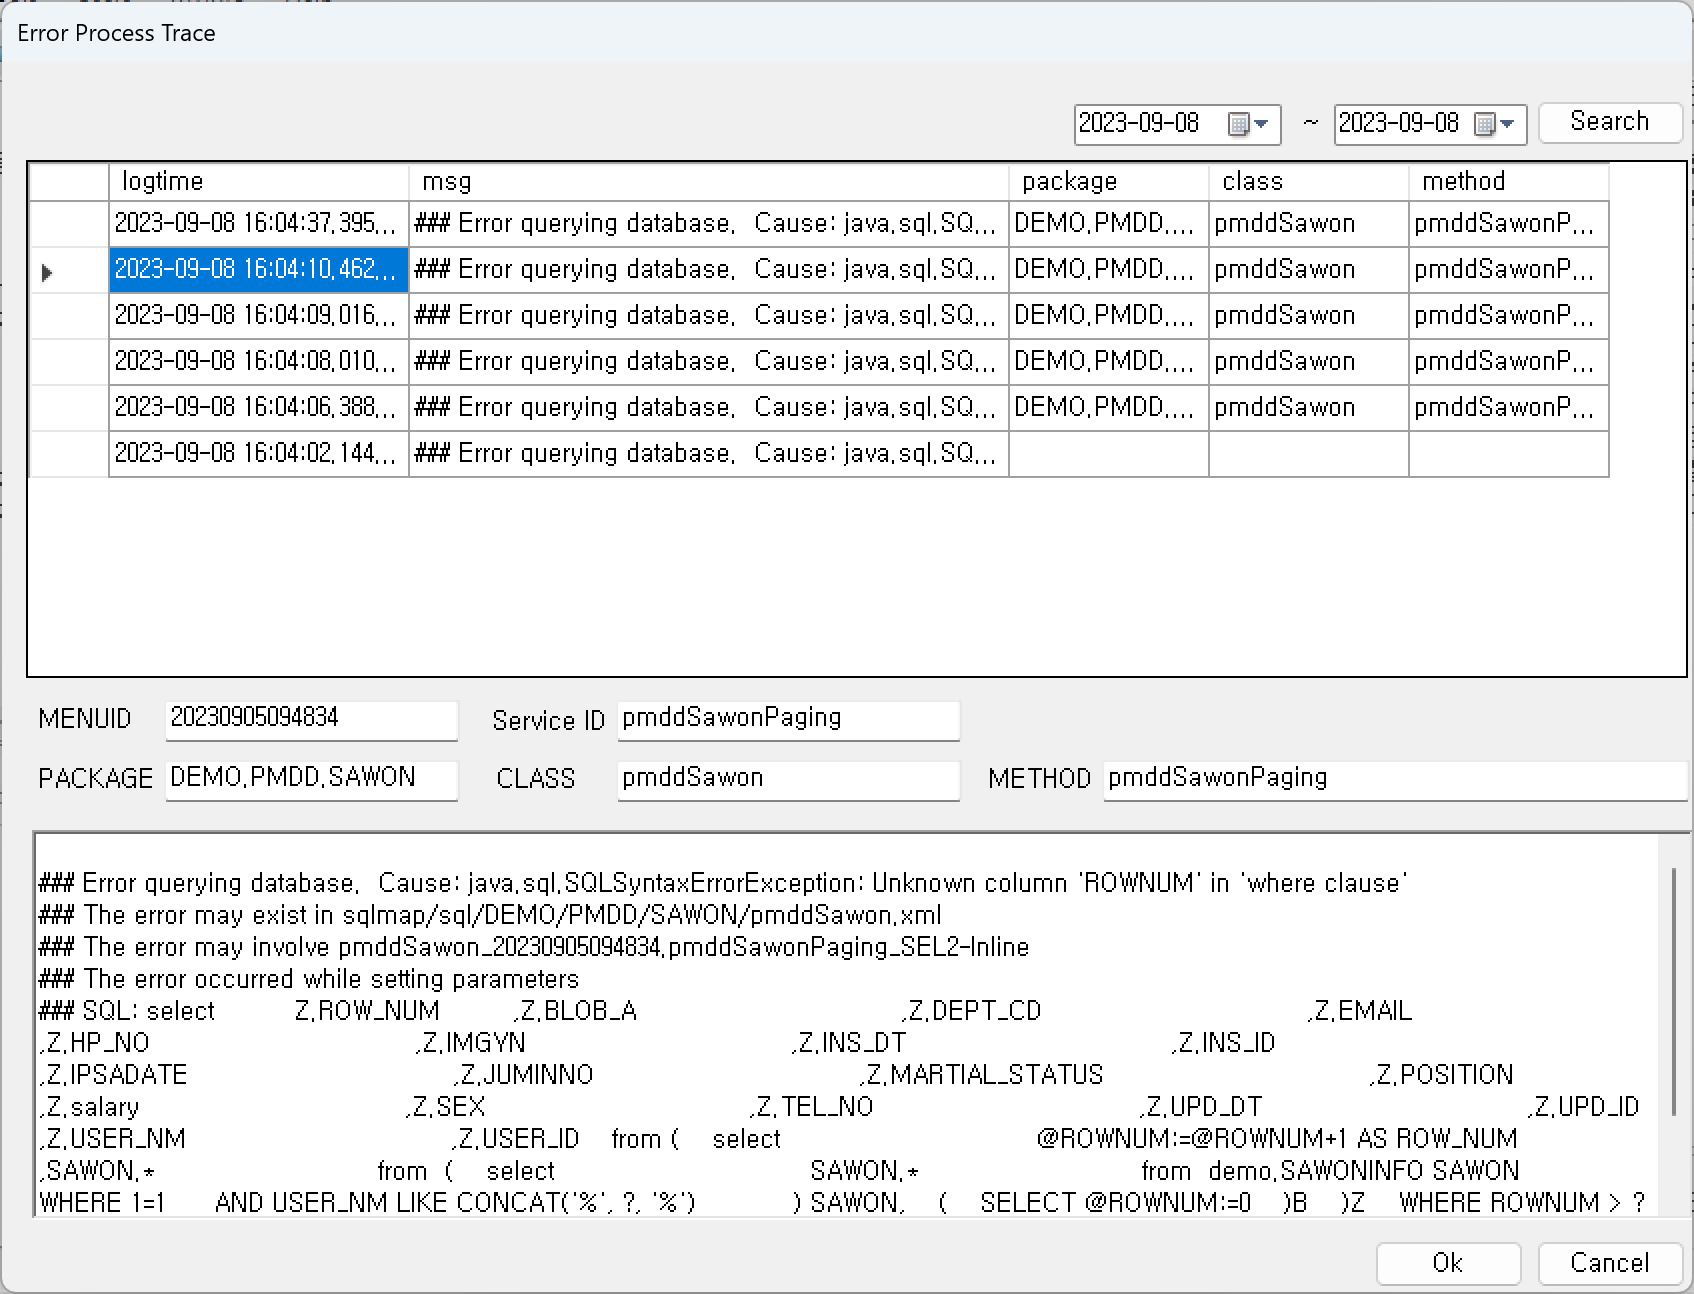 Error Process Trace
2023-09-08 ~ 2023-09-08 Search
logtime msg package class method
2023-09-08 16:04:37,395... ### Error querying database.  Cause: java.sql.SQ... DEMO.PMDD.... pmddSawon pmddSawonP...
2023-09-08 16:04:10,462... ### Error querying database.  Cause: java.sql.SQ... DEMO.PMDD.... pmddSawon pmddSawonP...
2023-09-08 16:04:09,016... ### Error querying database.  Cause: java.sql.SQ... DEMO.PMDD.... pmddSawon pmddSawonP...
2023-09-08 16:04:08,010... ### Error querying database.  Cause: java.sql.SQ... DEMO.PMDD.... pmddSawon pmddSawonP...
2023-09-08 16:04:06,388... ### Error querying database.  Cause: java.sql.SQ... DEMO.PMDD.... pmddSawon pmddSawonP...
2023-09-08 16:04:02,144... ### Error querying database.  Cause: java.sql.SQ...
MENUID 20230905094834 Service ID pmddSawonPaging
PACKAGE DEMO.PMDD.SAWON CLASS pmddSawon METHOD pmddSawonPaging
### Error querying database.  Cause: java.sql.SQLSyntaxErrorException: Unknown column 'ROWNUM' in 'where clause'
### The error may exist in sqlmap/sql/DEMO/PMDD/SAWON/pmddSawon.xml
### The error may involve pmddSawon_20230905094834.pmddSawonPaging_SEL2-Inline
### The error occurred while setting parameters
### SQL: select Z.ROW_NUM ,Z.BLOB_A ,Z.DEPT_CD ,Z.EMAIL
,Z.HP_NO ,Z.IMGYN ,Z.INS_DT ,Z.INS_ID
,Z.IPSADATE ,Z.JUMINNO ,Z.MARTIAL_STATUS ,Z.POSITION
,Z.salary ,Z.SEX ,Z.TEL_NO ,Z.UPD_DT ,Z.UPD_ID
,Z.USER_NM ,Z.USER_ID from ( select @ROWNUM:=@ROWNUM+1 AS ROW_NUM
,SAWON.* from ( select SAWON.* from demo.SAWONINFO SAWON
WHERE 1=1 AND USER_NM LIKE CONCAT('%', ?, '%') ) SAWON, ( SELECT @ROWNUM:=0 )B )Z WHERE ROWNUM > ?
Ok Cancel